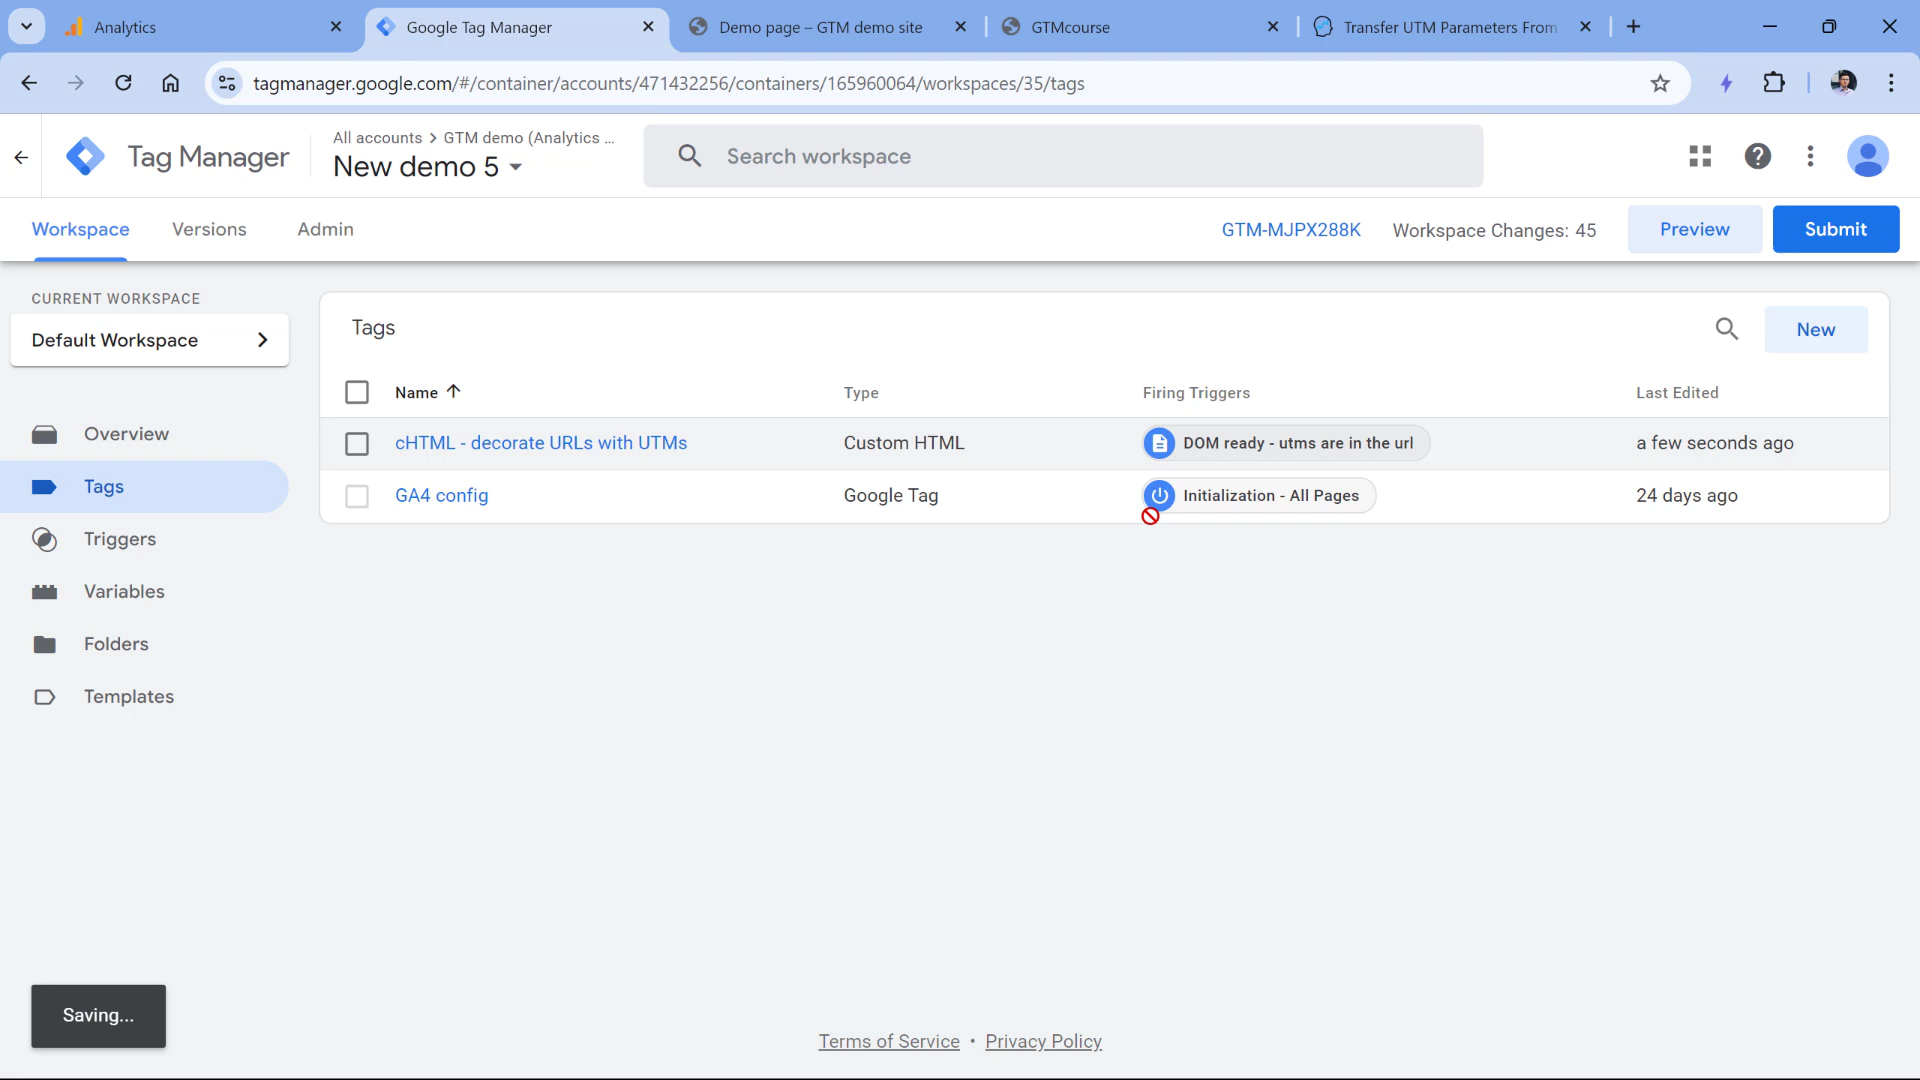 Analytics
Google Tag Manager
Demo page – GTM demo site
GTMcourse
Transfer UTM Parameters From
tagmanager.google.com/#/container/accounts/471432256/containers/165960064/workspaces/35/tags
Tag Manager
All accounts > GTM demo (Analytics ...
New demo 5
Search workspace
Workspace
Versions
Admin
GTM-MJPX288K
Workspace Changes: 45
Preview
Submit
CURRENT WORKSPACE
Default Workspace
Overview
Tags
Triggers
Variables
Folders
Templates
Tags
New
Name
Type
Firing Triggers
Last Edited
cHTML - decorate URLs with UTMs
Custom HTML
DOM ready - utms are in the url
a few seconds ago
GA4 config
Google Tag
Initialization - All Pages
24 days ago
Saving...
Terms of Service • Privacy Policy